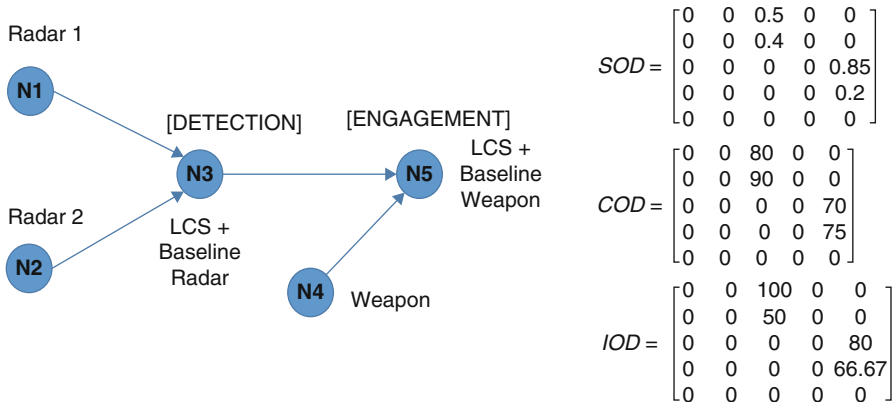 Radar 1
N1
[DETECTION]
[ENGAGEMENT]
N3
N5
LCS +
Baseline
Weapon
Radar 2
N2
LCS +
Baseline
Radar
N4
Weapon
SOD =
0 0 0.5 0 0
0 0 0.4 0 0
0 0 0 0 0.85
0 0 0 0 0.2
0 0 0 0 0
COD =
0 0 80 0 0
0 0 90 0 0
0 0 0 0 70
0 0 0 0 75
0 0 0 0 0
IOD =
0 0 100 0 0
0 0 50 0 0
0 0 0 0 80
0 0 0 0 66.67
0 0 0 0 0